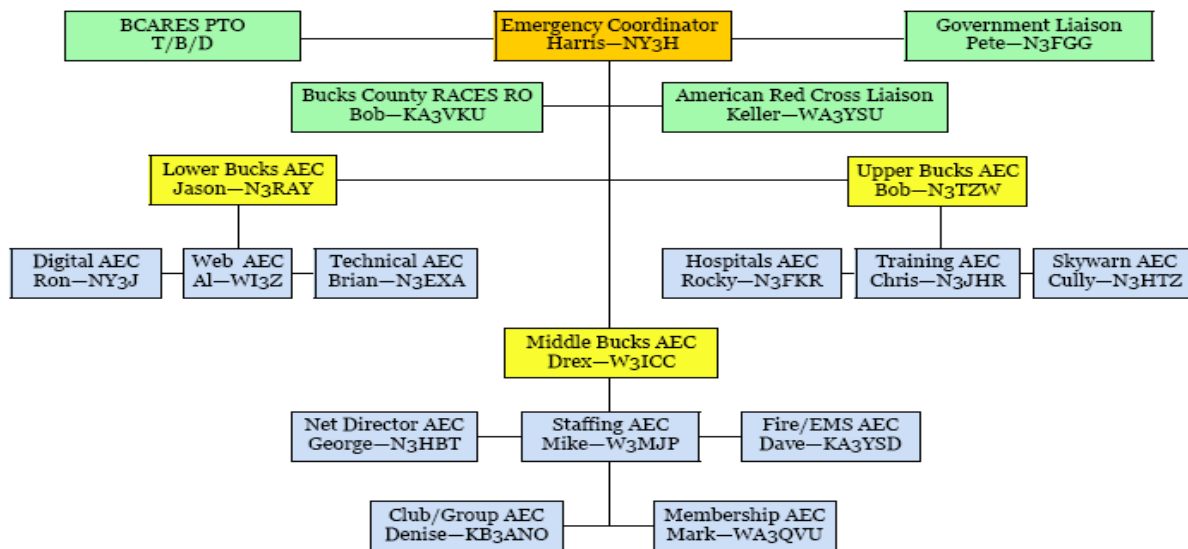 BCARES PTO
T/B/D
Emergency Coordinator
Harris—NY3H
Government Liaison
Pete—N3FGG
Bucks County RACES RO
Bob—KA3VKU
American Red Cross Liaison
Keller—WA3YSU
Lower Bucks AEC
Jason—N3RAY
Upper Bucks AEC
Bob—N3TZW
Digital AEC
Ron—NY3J
Web AEC
Al—WI3Z
Technical AEC
Brian—N3EXA
Hospitals AEC
Rocky—N3FKR
Training AEC
Chris—N3JHR
Skywarn AEC
Cully—N3HTZ
Middle Bucks AEC
Drex—W3ICC
Net Director AEC
George—N3HBT
Staffing AEC
Mike—W3MJP
Fire/EMS AEC
Dave—KA3YSD
Club/Group AEC
Denise—KB3ANO
Membership AEC
Mark—WA3QVU